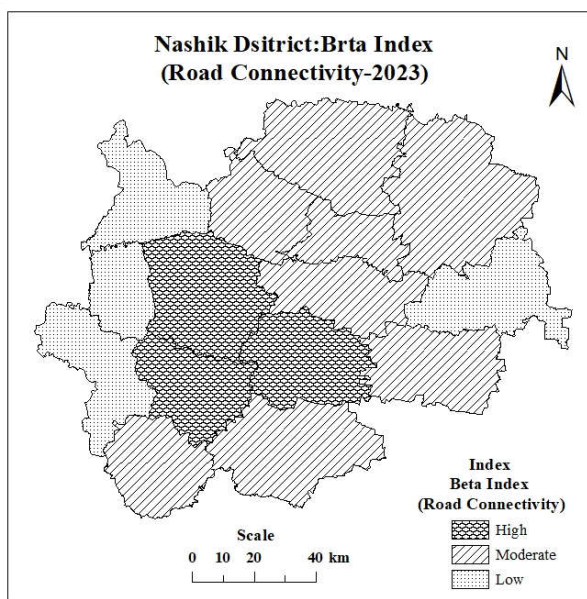 Nashik Dsitrict:Brta Index
(Road Connectivity-2023)
N
Index
Beta Index
(Road Connectivity)
High
Moderate
Low
Scale
0 10 20 40 km